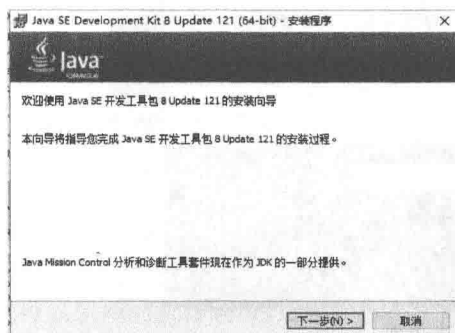 Java SE Development Kit 8 Update 121 (64-bit) - 安装程序
Java
ORACLE
欢迎使用 Java SE 开发工具包 8 Update 121 的安装向导
本向导将指导您完成 Java SE 开发工具包 8 Update 121 的安装过程。
Java Mission Control 分析和诊断工具套件现在作为 JDK 的一部分提供。
下一步(N) >
取消